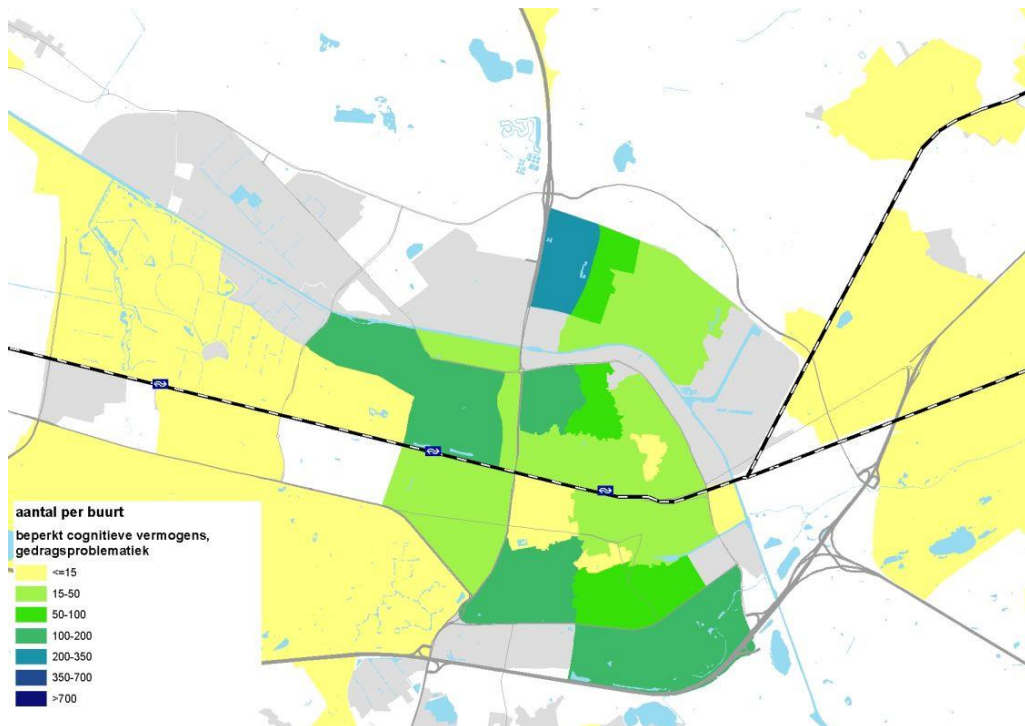 aantal per buurt
beperkt cognitieve vermogens,
gedragsproblematiek
<=15
15-50
50-100
100-200
200-350
350-700
>700